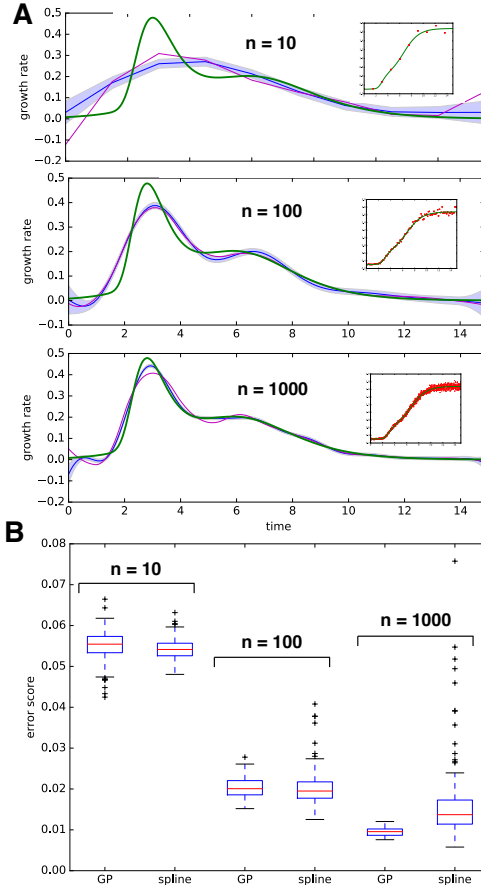 A
n = 10
growth rate
0.5
0.4
0.3
0.2
0.1
0.0
−0.1
−0.2
n = 100
growth rate
0.5
0.4
0.3
0.2
0.1
0.0
−0.1
0 2 4 6 8 10 12 14
n = 1000
growth rate
0.5
0.4
0.3
0.2
0.1
0.0
−0.1
0.2
0 2 4 6 8 10 12 14
time
B
error score
0.08
0.07
0.06
0.05
0.04
0.03
0.02
0.01
0.00
n = 10
n = 100
n = 1000
GP spline GP spline GP spline